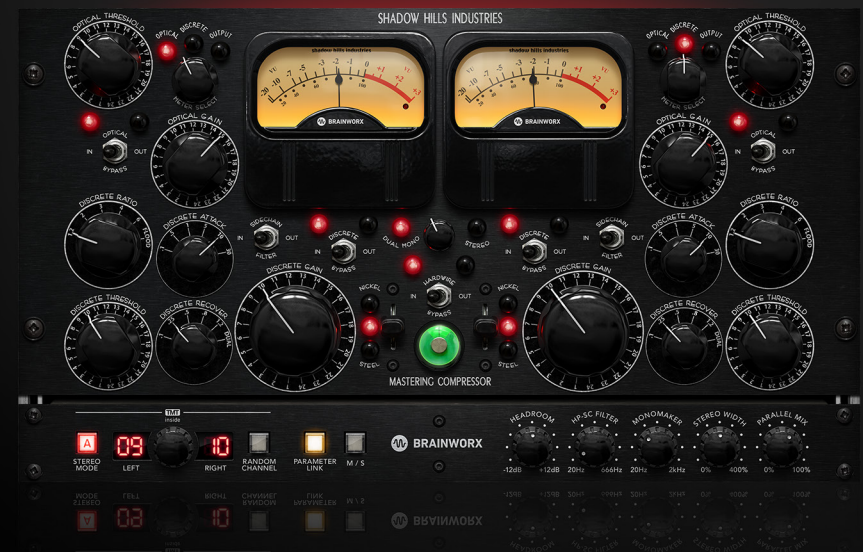 SHADOW HILLS INDUSTRIES
OPTICAL THRESHOLD
OPTICAL DISCRETE OUTPUT
METER SELECT
shadow hills industries
BRAINWORX
shadow hills industries
BRAINWORX
OPTICAL DISCRETE OUTPUT
METER SELECT
OPTICAL THRESHOLD
IN OPTICAL BYPASS OUT
OPTICAL GAIN
OPTICAL GAIN
IN OPTICAL BYPASS OUT
DISCRETE RATIO
FLOOD
DISCRETE ATTACK
IN SIDECHAIN FILTER OUT
IN DISCRETE BYPASS OUT
DUAL MONO STEREO
IN DISCRETE BYPASS OUT
IN SIDECHAIN FILTER OUT
DISCRETE ATTACK
DISCRETE RATIO
FLOOD
DISCRETE THRESHOLD
DISCRETE RECOVER
DUAL
DISCRETE GAIN
NICKEL
STEEL
IN HARDWIRE BYPASS OUT
NICKEL
STEEL
DISCRETE GAIN
DISCRETE RECOVER
DUAL
DISCRETE THRESHOLD
MASTERING COMPRESSOR
TMT
inside
A 09 10
STEREO MODE
LEFT
RIGHT
RANDOM CHANNEL
PARAMETER LINK
M / S
BRAINWORX
HEADROOM
-12dB +12dB
HP-SC FILTER
20Hz 666Hz
MONOMAKER
20Hz 2kHz
STEREO WIDTH
0% 400%
PARALLEL MIX
0% 100%